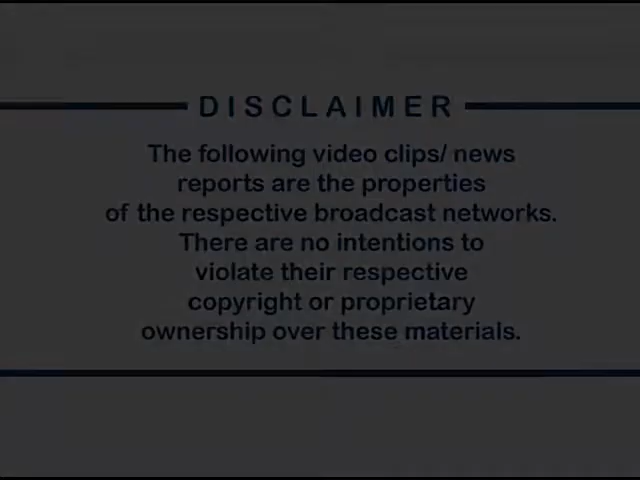 DISCLAIMER
The following video clips/ news
reports are the properties
of the respective broadcast networks.
There are no intentions to
violate their respective
copyright or proprietary
ownership over these materials.